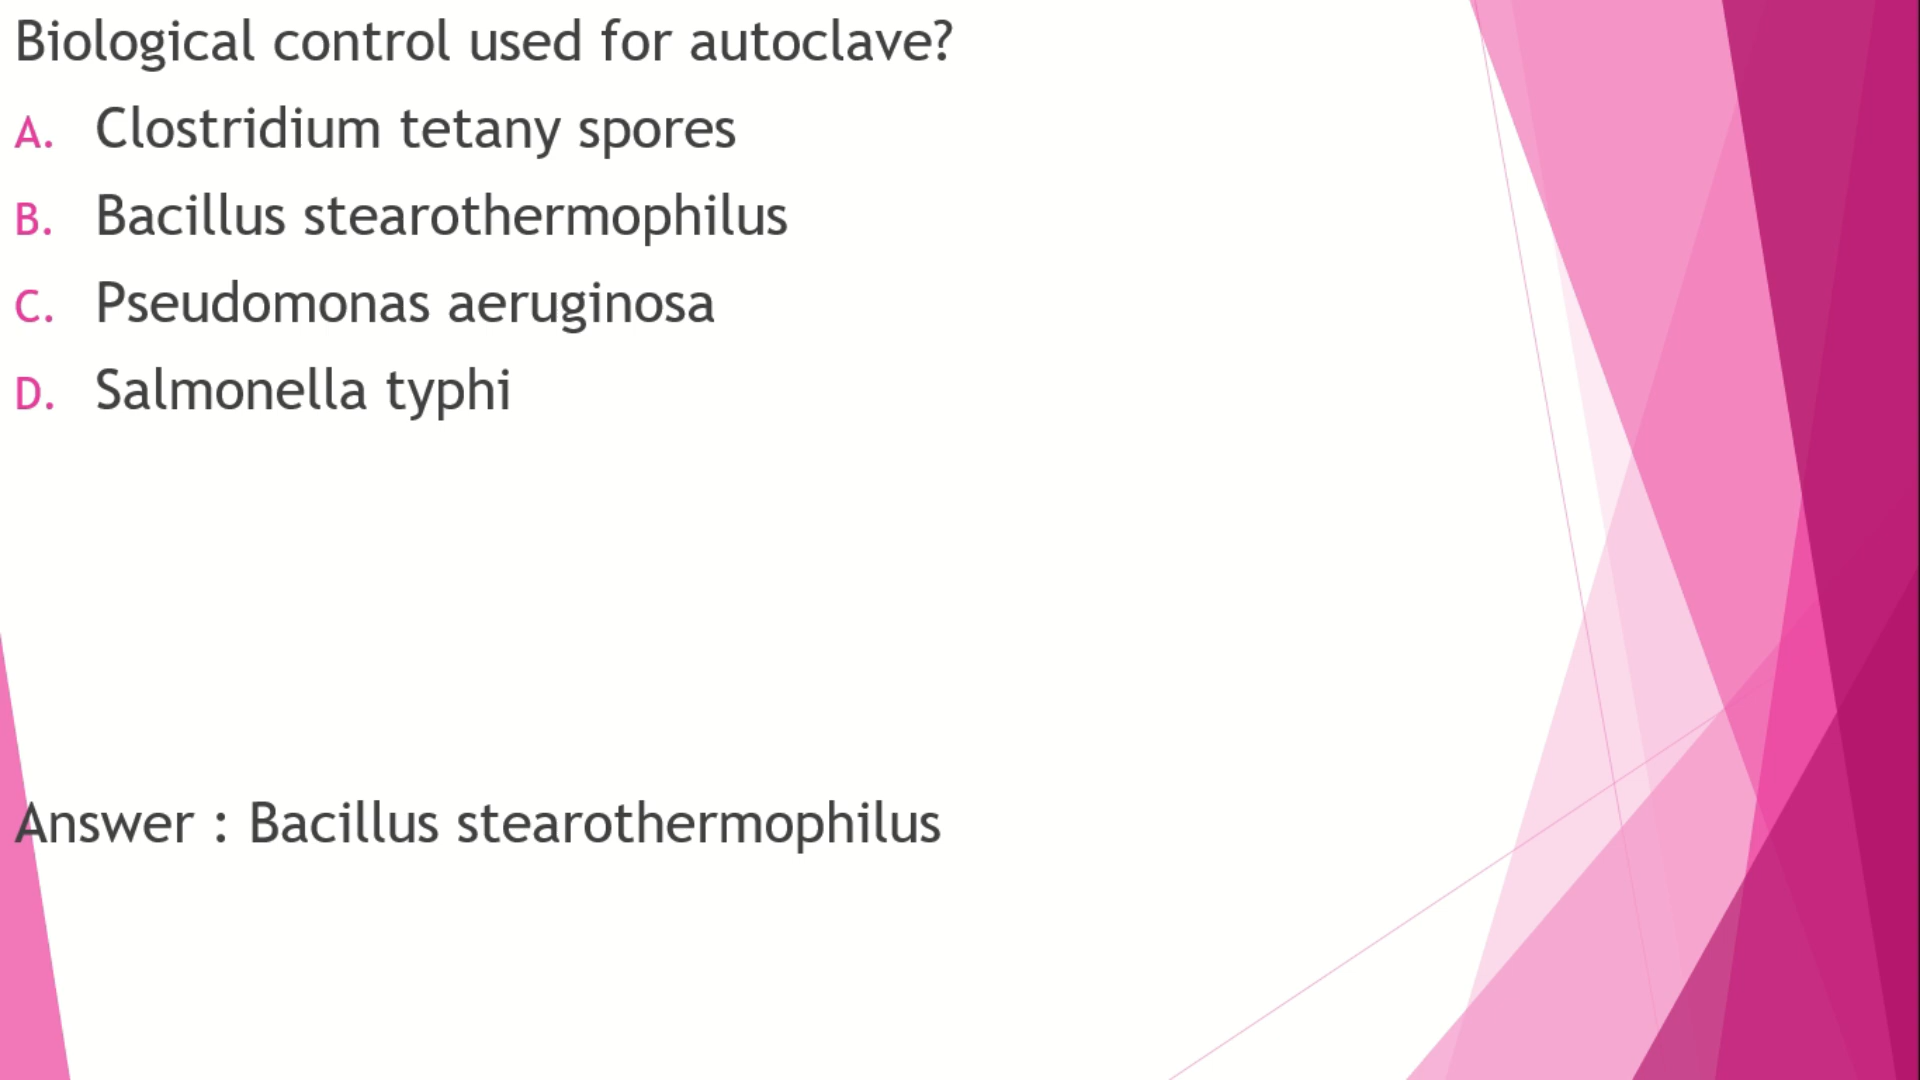 Biological control used for autoclave?
A. Clostridium tetany spores
B. Bacillus stearothermophilus
C. Pseudomonas aeruginosa
D. Salmonella typhi
Answer : Bacillus stearothermophilus